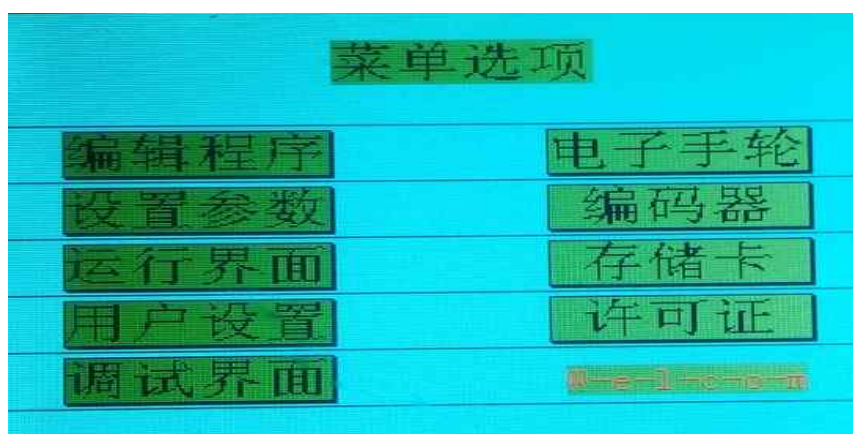 菜单选项
编辑程序 电子手轮
设置参数 编码器
运行界面 存储卡
用户设置 许可证
调试界面 W-e-l-c-o-m